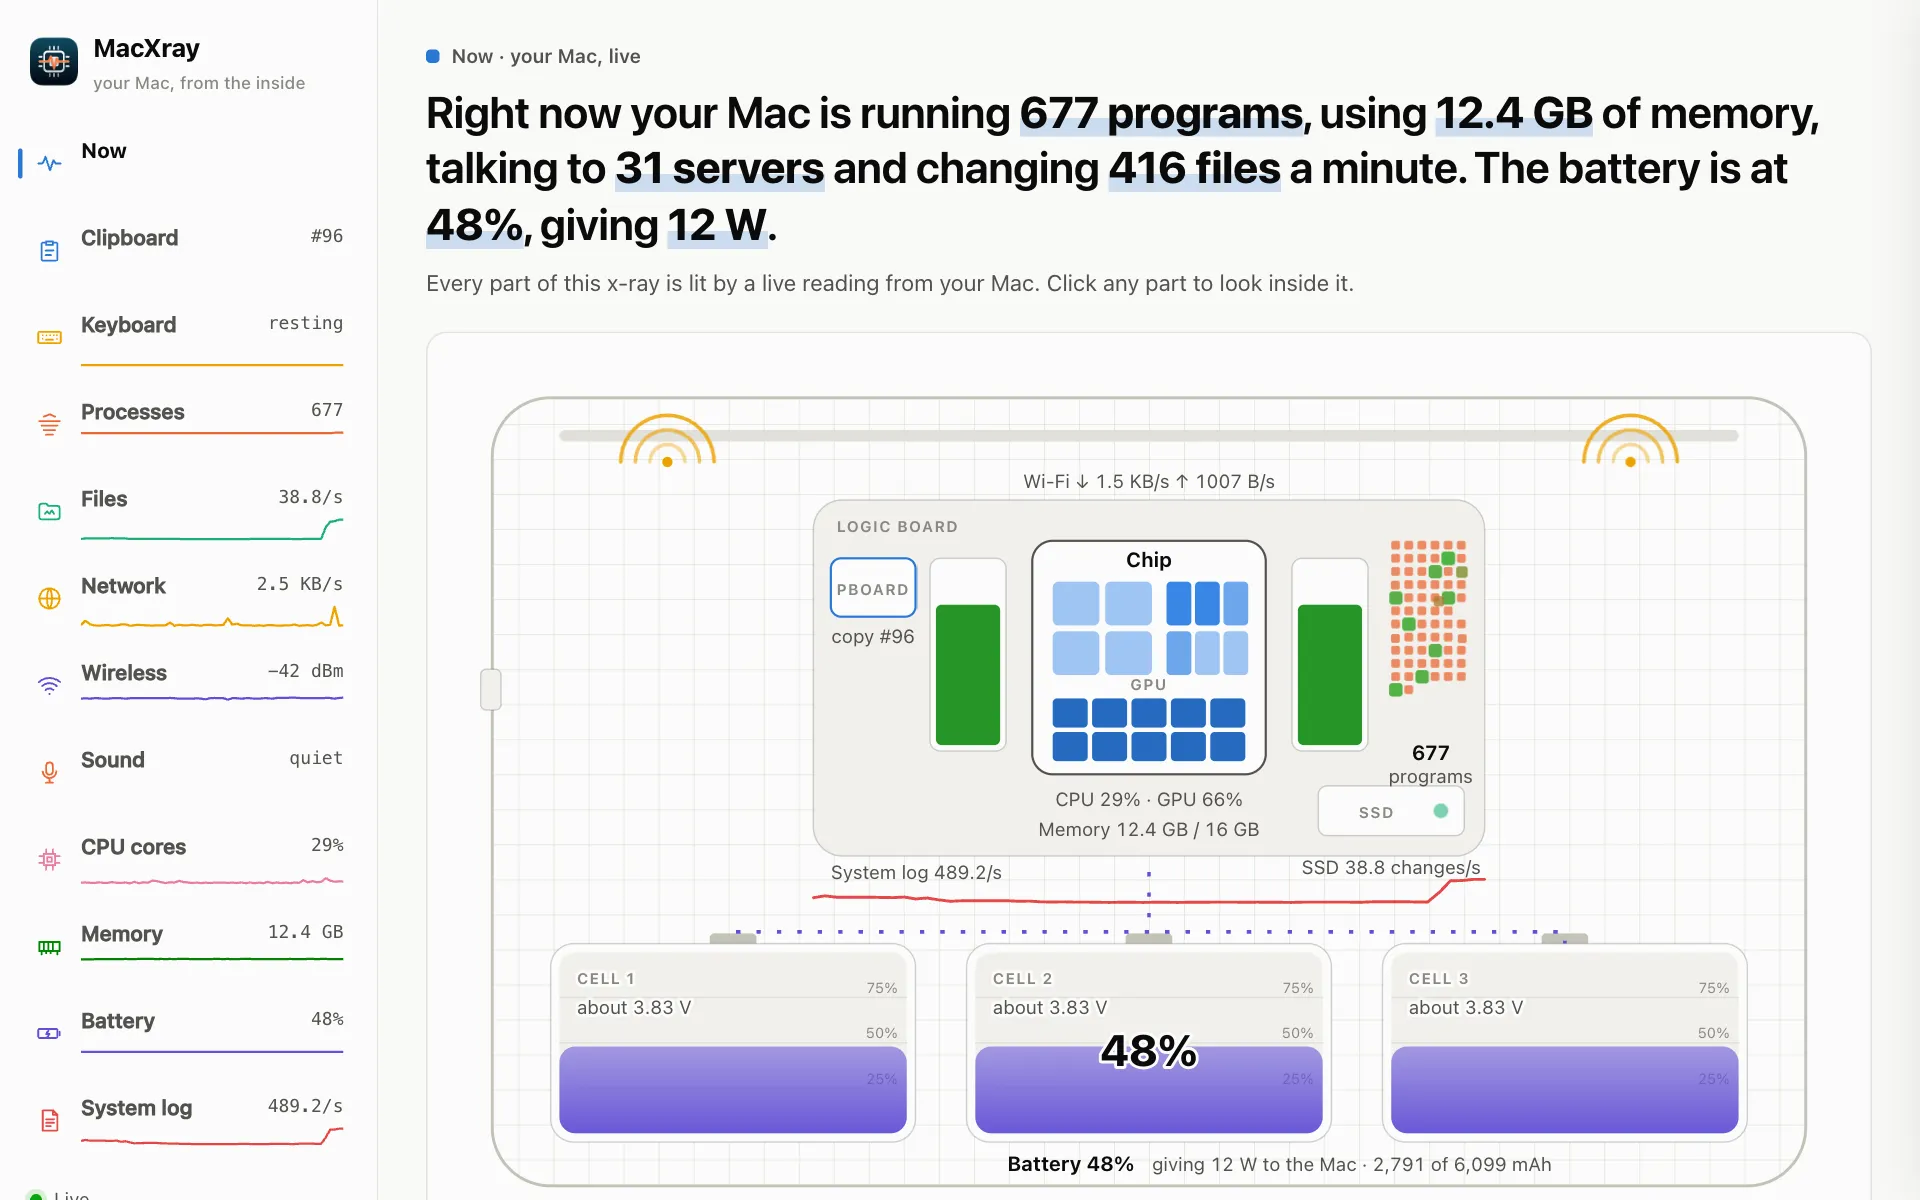 MacXray
your Mac, from the inside
Now
Clipboard #96
Keyboard resting
Processes 677
Files 38.8/s
Network 2.5 KB/s
Wireless −42 dBm
Sound quiet
CPU cores 29%
Memory 12.4 GB
Battery 48%
System log 489.2/s
Live
Now · your Mac, live
Right now your Mac is running 677 programs, using 12.4 GB of memory,
talking to 31 servers and changing 416 files a minute. The battery is at
48%, giving 12 W.
Every part of this x-ray is lit by a live reading from your Mac. Click any part to look inside it.
Wi-Fi ↓ 1.5 KB/s ↑ 1007 B/s
LOGIC BOARD
PBOARD
copy #96
Chip
GPU
CPU 29% · GPU 66%
Memory 12.4 GB / 16 GB
677
programs
SSD
System log 489.2/s
SSD 38.8 changes/s
CELL 1
about 3.83 V
75%
50%
25%
CELL 2
about 3.83 V
75%
50%
25%
48%
CELL 3
about 3.83 V
75%
50%
25%
Battery 48% giving 12 W to the Mac · 2,791 of 6,099 mAh